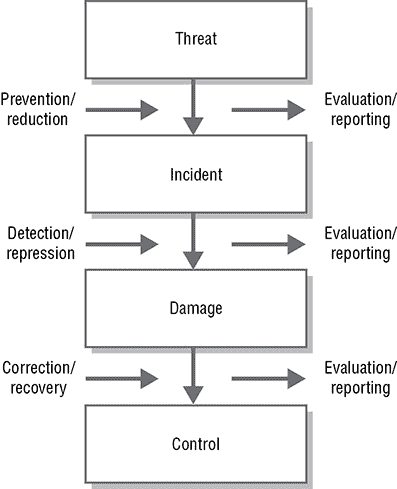 Threat
Prevention/
reduction
Evaluation/
reporting
Incident
Detection/
repression
Evaluation/
reporting
Damage
Correction/
recovery
Evaluation/
reporting
Control